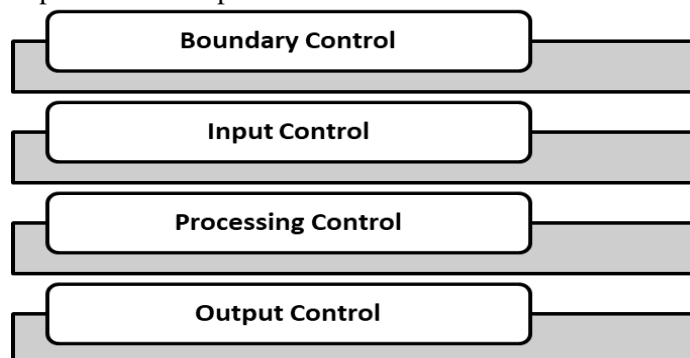 Boundary Control
Input Control
Processing Control
Output Control